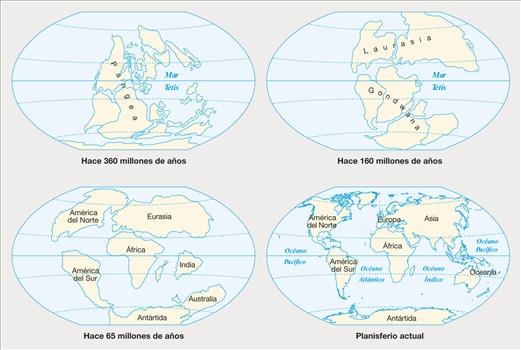 Pangea
Mar
Tetis
Hace 360 millones de años
Laurasia
Mar
Tetis
Gondwana
Hace 160 millones de años
América
del Norte
Eurasia
África
América
del Sur
India
Australia
Antártida
Hace 65 millones de años
América
del Norte
Europa
Asia
Océano
Pacífico
África
Océano
Pacífico
América
del Sur
Océano
Atlántico
Océano
Índico
Oceanía
Antártida
Planisferio actual